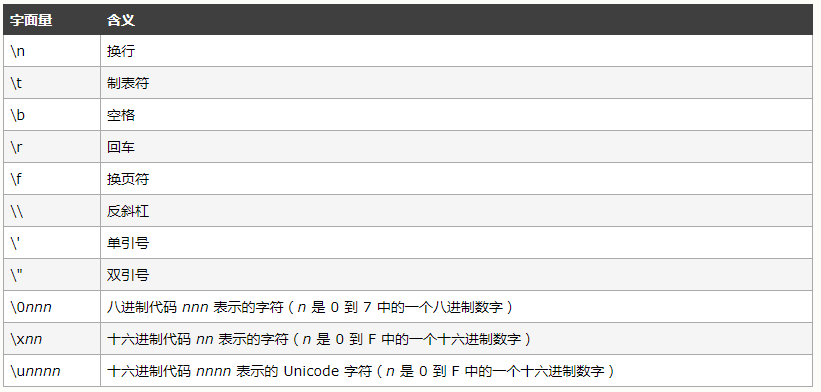 字面量 含义
\n 换行
\t 制表符
\b 空格
\r 回车
\f 换页符
\\ 反斜杠
\' 单引号
\" 双引号
\0nnn 八进制代码 nnn 表示的字符（n 是 0 到 7 中的一个八进制数字）
\xnn 十六进制代码 nn 表示的字符（n 是 0 到 F 中的一个十六进制数字）
\unnnn 十六进制代码 nnnn 表示的 Unicode 字符（n 是 0 到 F 中的一个十六进制数字）